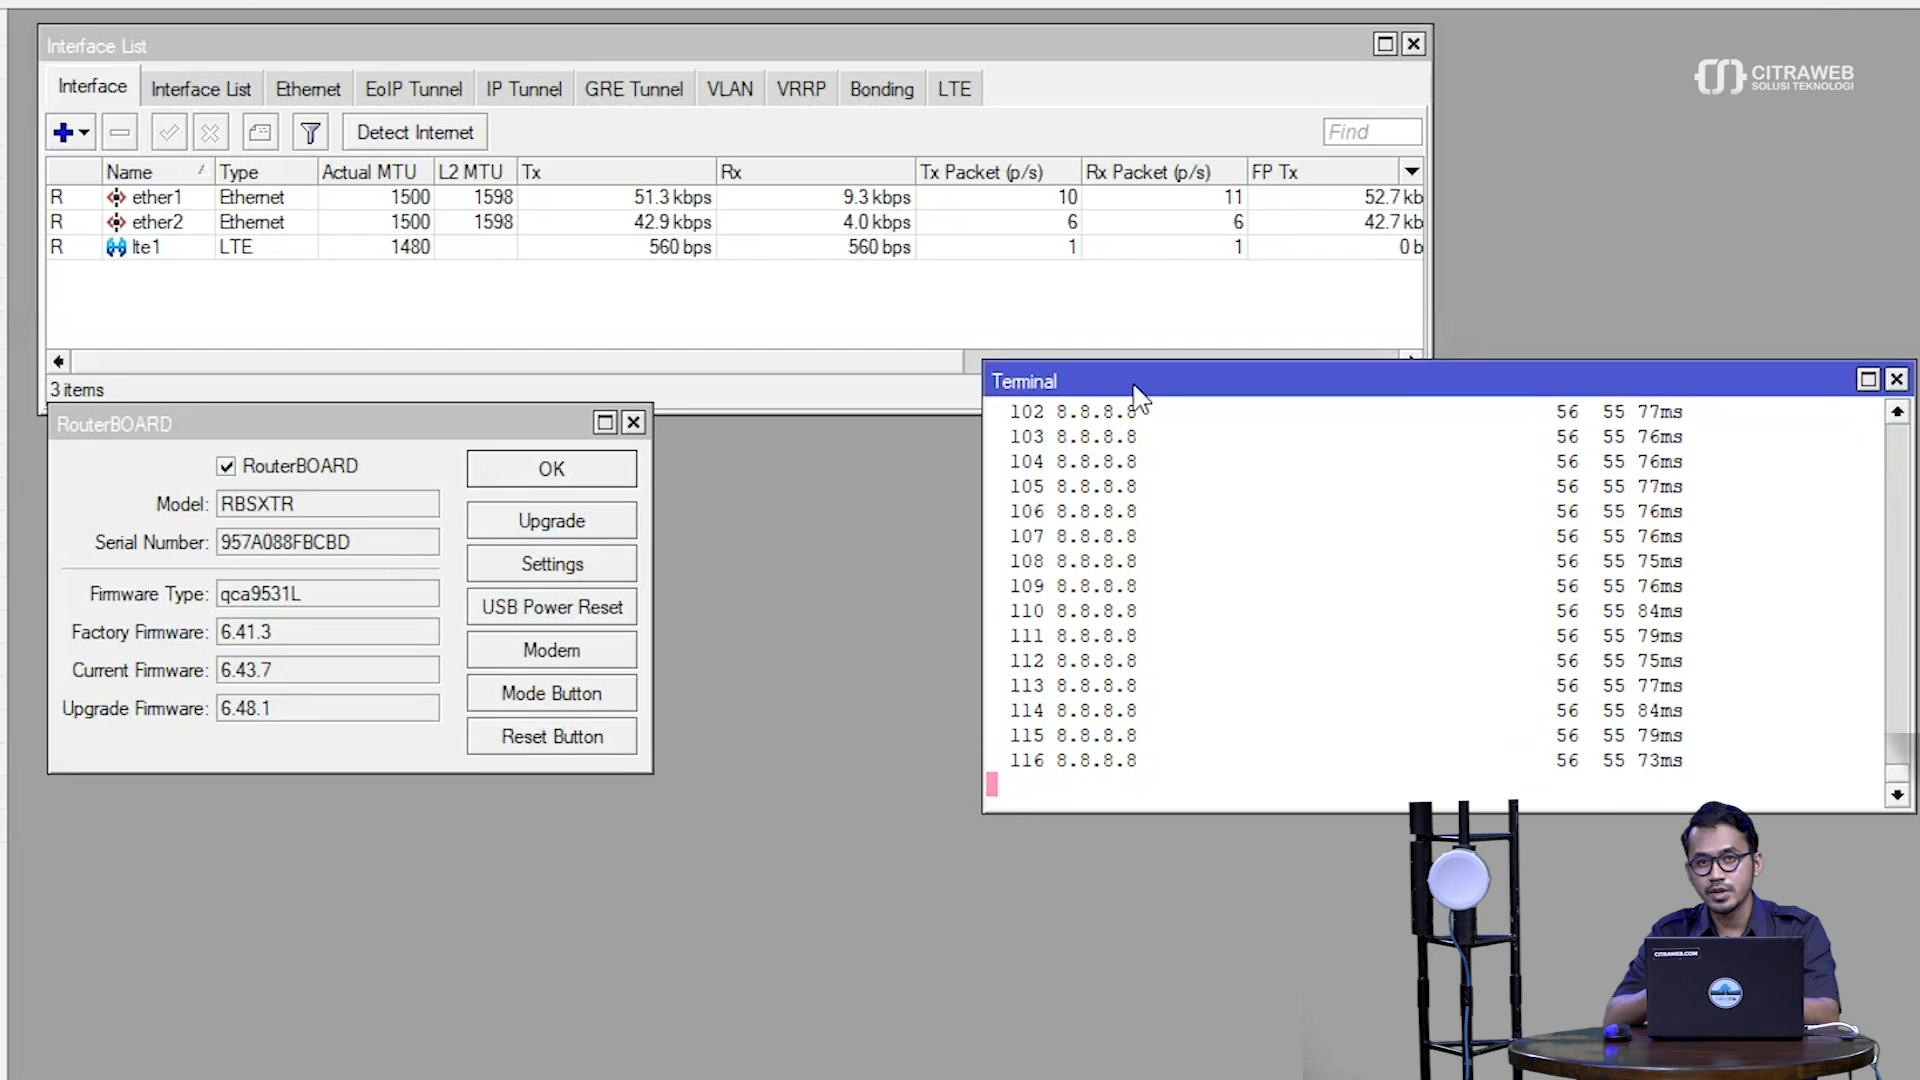 Interface List
CITRAWEB
SOLUSI TEKNOLOGI
Interface Interface List Ethernet EoIP Tunnel IP Tunnel GRE Tunnel VLAN VRRP Bonding LTE
Detect Internet Find
Name Type Actual MTU L2 MTU Tx Rx Tx Packet (p/s) Rx Packet (p/s) FP Tx
R ether1 Ethernet 1500 1598 51.3 kbps 9.3 kbps 10 11 52.7 kb
R ether2 Ethernet 1500 1598 42.9 kbps 4.0 kbps 6 6 42.7 kb
R lte1 LTE 1480 560 bps 560 bps 1 1 0 b
3 items
RouterBOARD
RouterBOARD
Model: RBSXTR
Serial Number: 957A088FBCBD
Firmware Type: qca9531L
Factory Firmware: 6.41.3
Current Firmware: 6.43.7
Upgrade Firmware: 6.48.1
OK
Upgrade
Settings
USB Power Reset
Modem
Mode Button
Reset Button
Terminal
102 8.8.8.8 56 55 77ms
103 8.8.8.8 56 55 76ms
104 8.8.8.8 56 55 76ms
105 8.8.8.8 56 55 77ms
106 8.8.8.8 56 55 76ms
107 8.8.8.8 56 55 76ms
108 8.8.8.8 56 55 75ms
109 8.8.8.8 56 55 76ms
110 8.8.8.8 56 55 84ms
111 8.8.8.8 56 55 79ms
112 8.8.8.8 56 55 75ms
113 8.8.8.8 56 55 77ms
114 8.8.8.8 56 55 84ms
115 8.8.8.8 56 55 79ms
116 8.8.8.8 56 55 73ms
CITRAWEB.COM